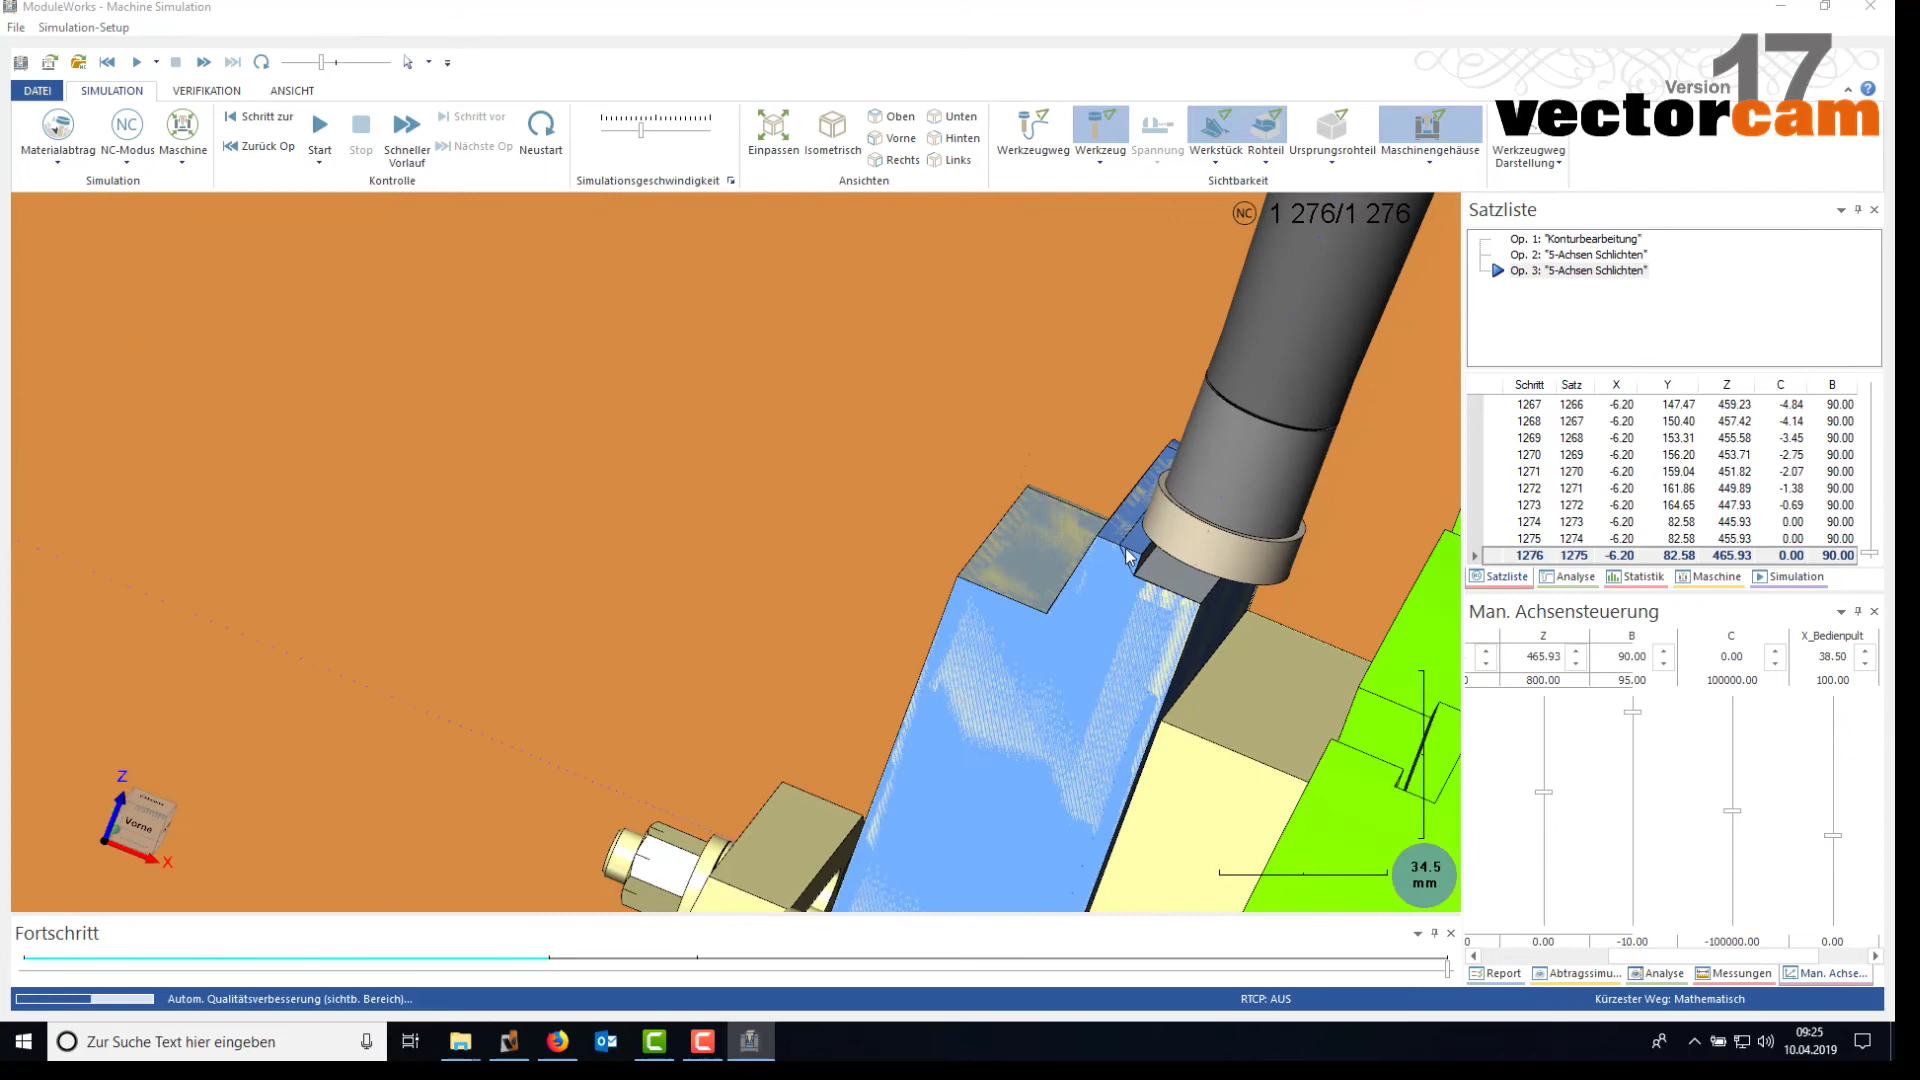 ModuleWorks - Machine Simulation
File Simulation-Setup
Version 17
vectorcam
DATEI SIMULATION VERIFIKATION ANSICHT
Materialabtrag NC-Modus Maschine
Simulation
Schritt zur
Zurück Op
Start Stop Schneller Vorlauf
Schritt vor
Nächste Op
Neustart
Kontrolle
Simulationsgeschwindigkeit
Einpassen Isometrisch
Oben Unten
Vorne Hinten
Rechts Links
Ansichten
Werkzeugweg Werkzeug Spannung Werkstück Rohteil Ursprungsrohteil Maschinengehäuse
Sichtbarkeit
Werkzeugweg Darstellung
NC 1 276/1 276
Satzliste
Op. 1: "Konturbearbeitung"
Op. 2: "5-Achsen Schlichten"
Op. 3: "5-Achsen Schlichten"
Schritt Satz X Y Z C B
1267 1266 -6.20 147.47 459.23 -4.84 90.00
1268 1267 -6.20 150.40 457.42 -4.14 90.00
1269 1268 -6.20 153.31 455.58 -3.45 90.00
1270 1269 -6.20 156.20 453.71 -2.75 90.00
1271 1270 -6.20 159.04 451.82 -2.07 90.00
1272 1271 -6.20 161.86 449.89 -1.38 90.00
1273 1272 -6.20 164.65 447.93 -0.69 90.00
1274 1273 -6.20 82.58 445.93 0.00 90.00
1275 1274 -6.20 82.58 455.93 0.00 90.00
1276 1275 -6.20 82.58 465.93 0.00 90.00
Satzliste Analyse Statistik Maschine Simulation
Man. Achsensteuerung
Z B C X_Bedienpult
465.93 90.00 0.00 38.50
0 800.00 95.00 100000.00 100.00
0 0.00 -10.00 -100000.00 0.00
Report Abtragssimu... Analyse Messungen Man. Achse...
Z
Vorne
X
34.5
mm
Fortschritt
Autom. Qualitätsverbesserung (sichtb. Bereich)... RTCP: AUS Kürzester Weg: Mathematisch
Zur Suche Text hier eingeben
09:25
10.04.2019